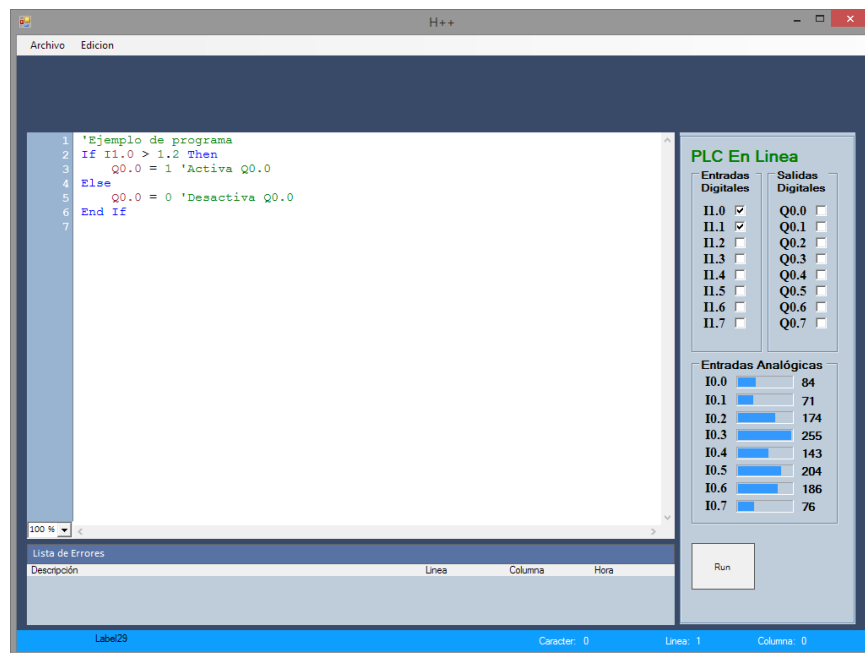 H++
Archivo Edicion
1 'Ejemplo de programa
2 If I1.0 > 1.2 Then
3 Q0.0 = 1 'Activa Q0.0
4 Else
5 Q0.0 = 0 'Desactiva Q0.0
6 End If
7
100 %
Lista de Errores
Descripción Linea Columna Hora
PLC En Linea
Entradas Digitales
I1.0
I1.1
I1.2
I1.3
I1.4
I1.5
I1.6
I1.7
Salidas Digitales
Q0.0
Q0.1
Q0.2
Q0.3
Q0.4
Q0.5
Q0.6
Q0.7
Entradas Analógicas
I0.0 84
I0.1 71
I0.2 174
I0.3 255
I0.4 143
I0.5 204
I0.6 186
I0.7 76
Run
Label29 Caracter: 0 Linea: 1 Columna: 0